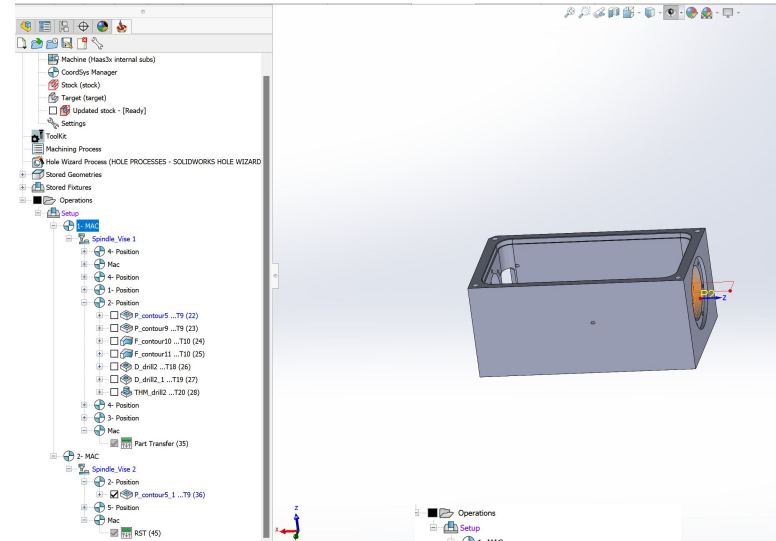 Machine (Haas3x internal subs)
CoordSys Manager
Stock (stock)
Target (target)
Updated stock - [Ready]
Settings
ToolKit
Machining Process
Hole Wizard Process (HOLE PROCESSES - SOLIDWORKS HOLE WIZARD
Stored Geometries
Stored Fixtures
Operations
Setup
1- MAC
Spindle_Vise 1
4- Position
Mac
4- Position
1- Position
2- Position
P_contour5 ...T9 (22)
P_contour9 ...T9 (23)
F_contour10 ...T10 (24)
F_contour11 ...T10 (25)
D_drill2 ...T18 (26)
D_drill2_1 ...T19 (27)
THM_drill2 ...T20 (28)
4- Position
3- Position
Mac
Part Transfer (35)
2- MAC
Spindle_Vise 2
2- Position
P_contour5_1 ...T9 (36)
5- Position
Mac
RST (45)
Z
Z
X
Operations
Setup